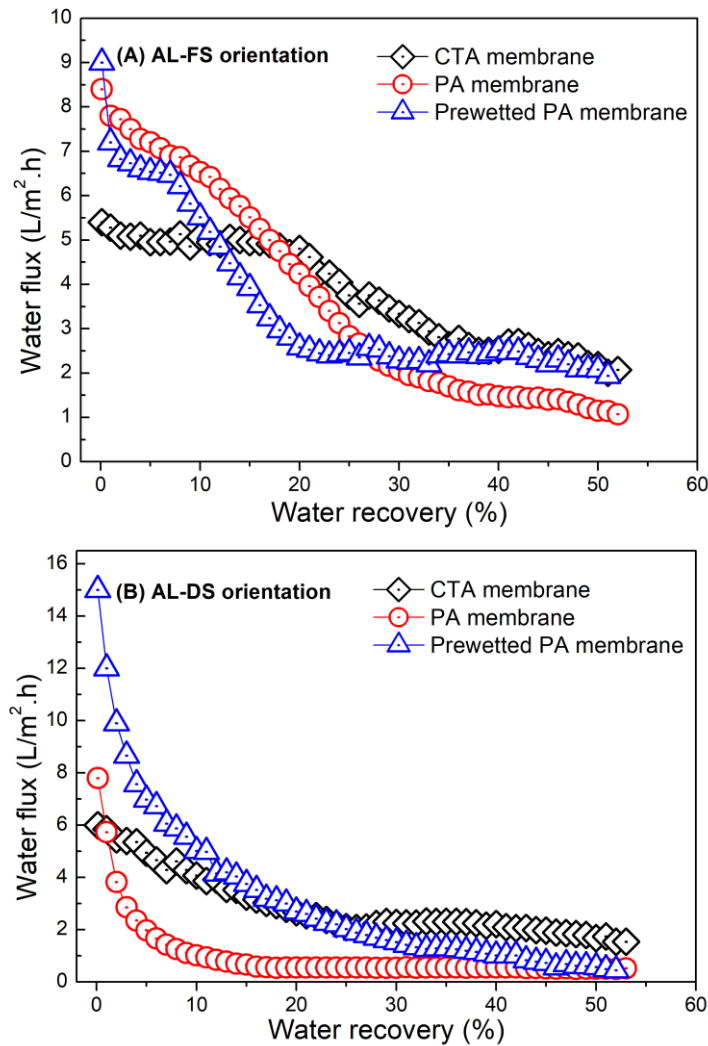 10
9
8
7
6
5
4
3
2
1
0
Water flux (L/m².h)
(A) AL-FS orientation
CTA membrane
PA membrane
Prewetted PA membrane
0 10 20 30 40 50 60
Water recovery (%)
16
14
12
10
8
6
4
2
0
Water flux (L/m².h)
(B) AL-DS orientation
CTA membrane
PA membrane
Prewetted PA membrane
0 10 20 30 40 50 60
Water recovery (%)